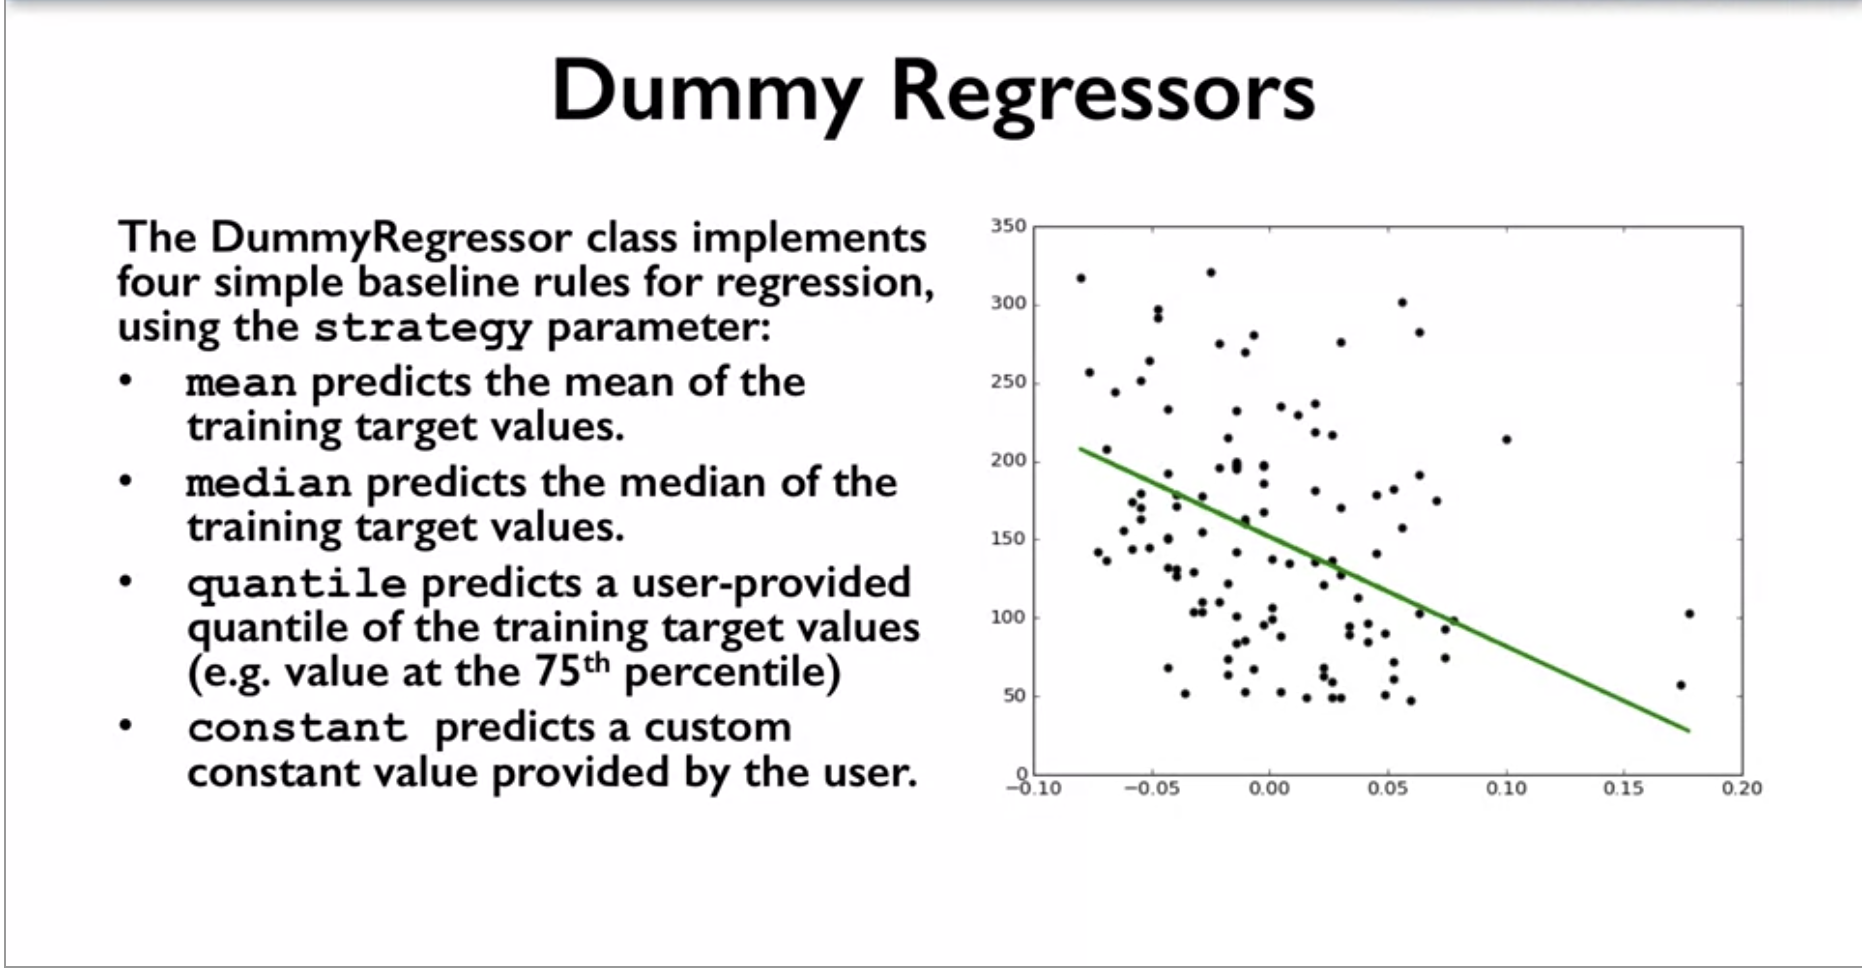 Dummy Regressors
The DummyRegressor class implements
four simple baseline rules for regression,
using the strategy parameter:
• mean predicts the mean of the
training target values.
• median predicts the median of the
training target values.
• quantile predicts a user-provided
quantile of the training target values
(e.g. value at the 75th percentile)
• constant predicts a custom
constant value provided by the user.
350
300
250
200
150
100
50
0
−0.10 −0.05 0.00 0.05 0.10 0.15 0.20